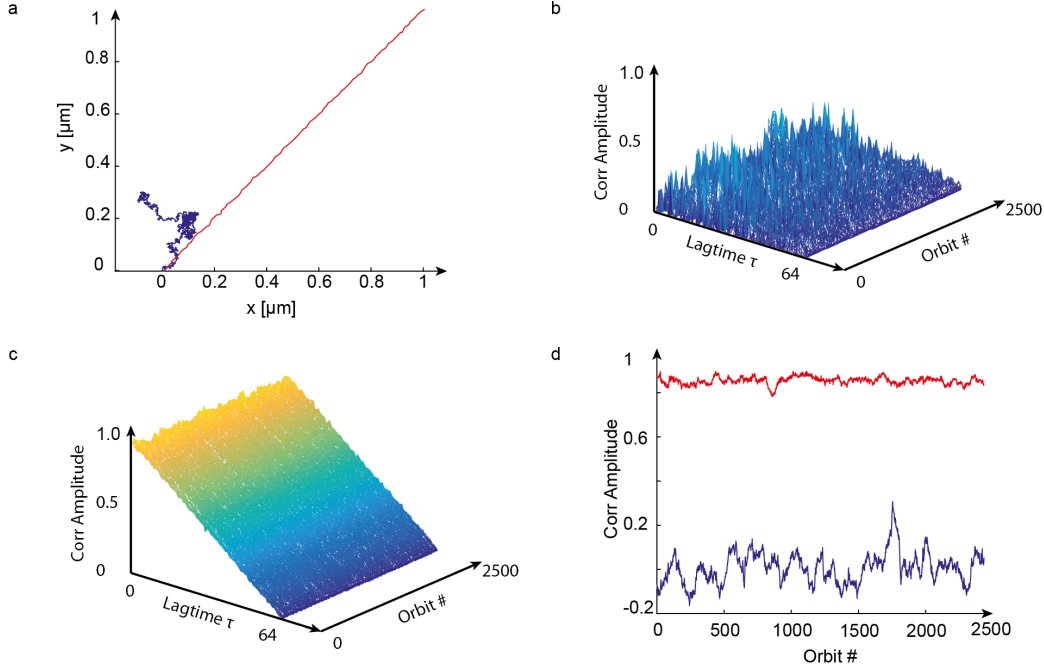 a
1
0.8
0.6
0.4
0.2
0
y [µm]
0
0.2
0.4
0.6
0.8
1
x [µm]
b
1.0
0.5
0
Corr Amplitude
0
Lagtime τ
64
0
Orbit #
2500
c
1.0
0.5
0
Corr Amplitude
0
Lagtime τ
64
0
Orbit #
2500
d
1
0.6
0.2
-0.2
Corr Amplitude
0
500
1000
1500
2000
2500
Orbit #